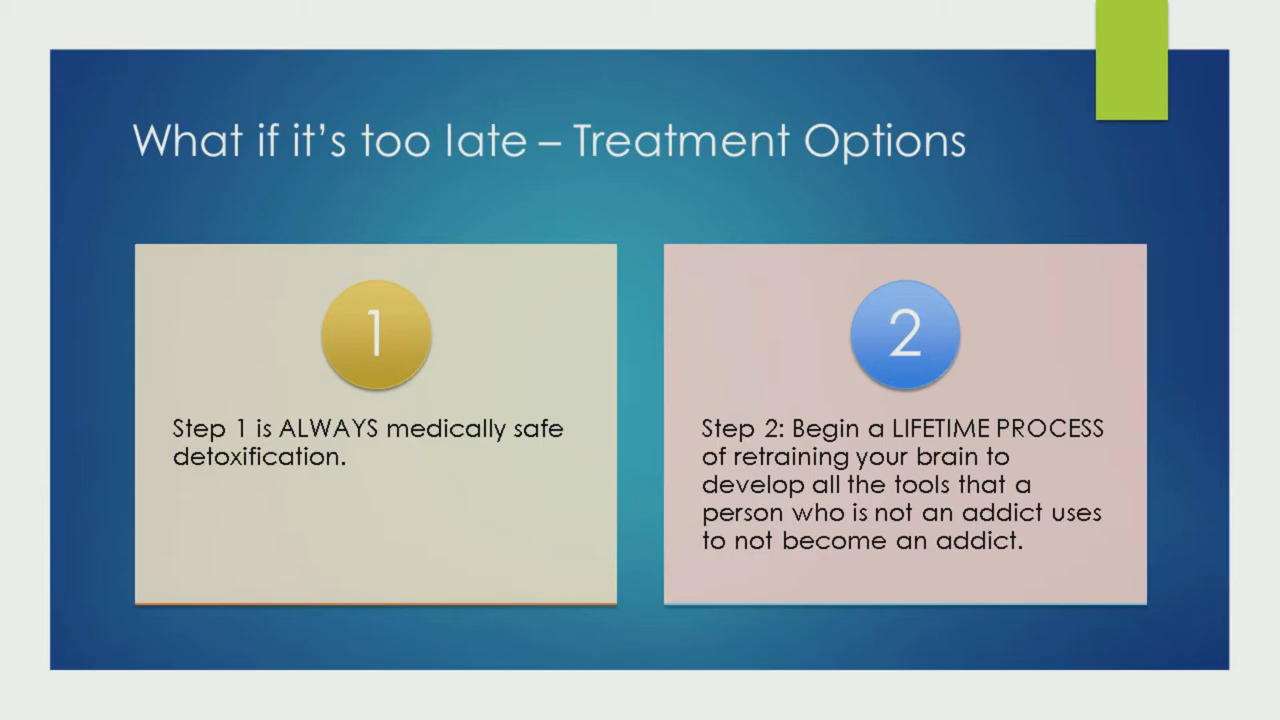 What if it's too late – Treatment Options
1
Step 1 is ALWAYS medically safe
detoxification.
2
Step 2: Begin a LIFETIME PROCESS
of retraining your brain to
develop all the tools that a
person who is not an addict uses
to not become an addict.